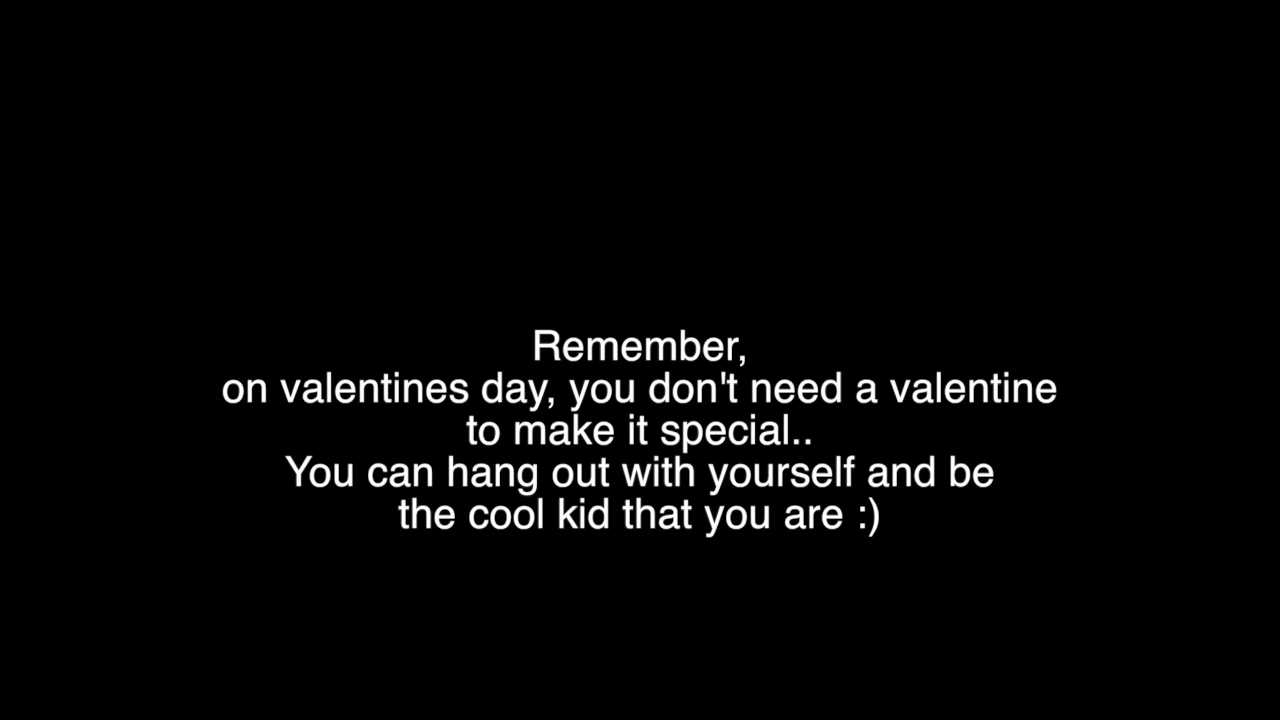 Remember,
on valentines day, you don't need a valentine
to make it special..
You can hang out with yourself and be
the cool kid that you are :)